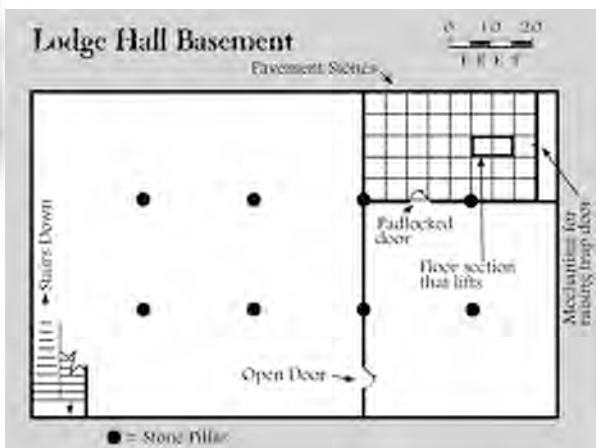 Lodge Hall Basement
0 10 20
FEET
Pavement Stones
Stairs Down
Padlocked
door
Floor section
that lifts
Mechanism for
raising trap door
Open Door
= Stone Pillar